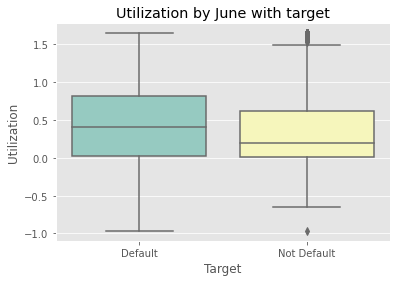 Utilization by June with target
1.5
1.0
0.5
0.0
−0.5
−1.0
Utilization
Default
Not Default
Target